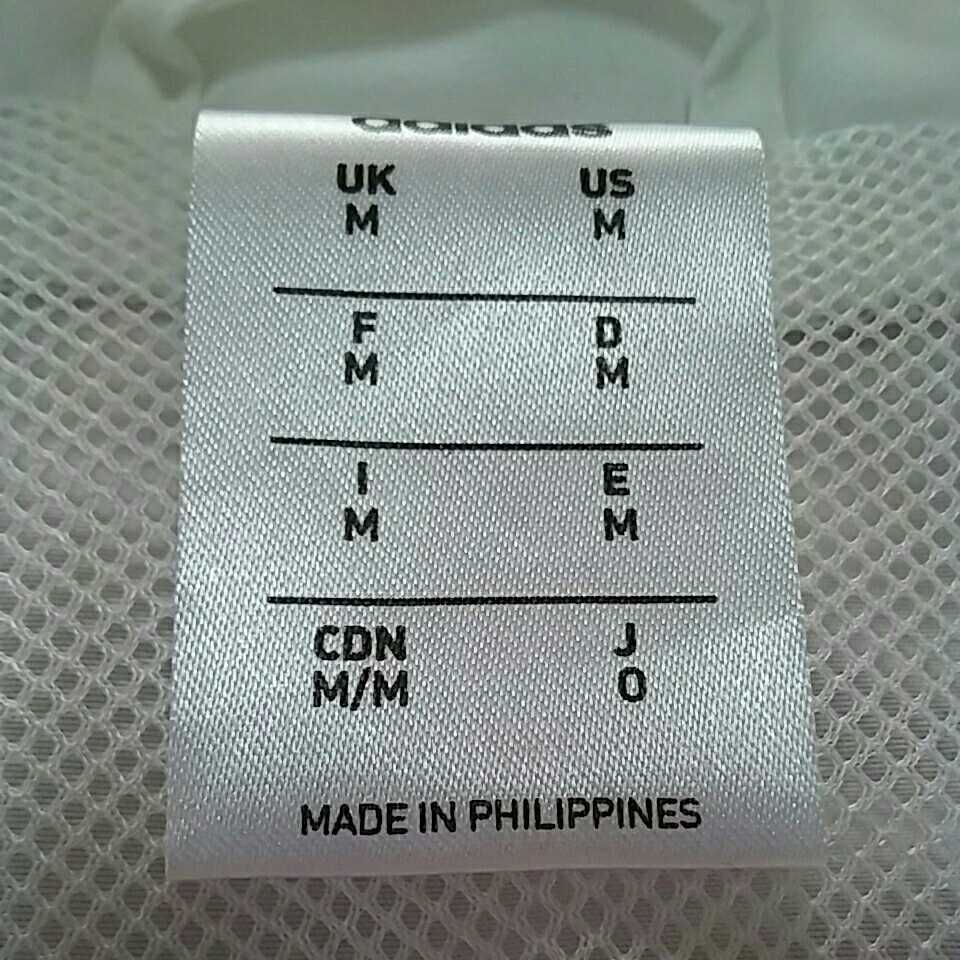 adidas
UK US
M M
F D
M M
I E
M M
CDN J
M/M O
MADE IN PHILIPPINES